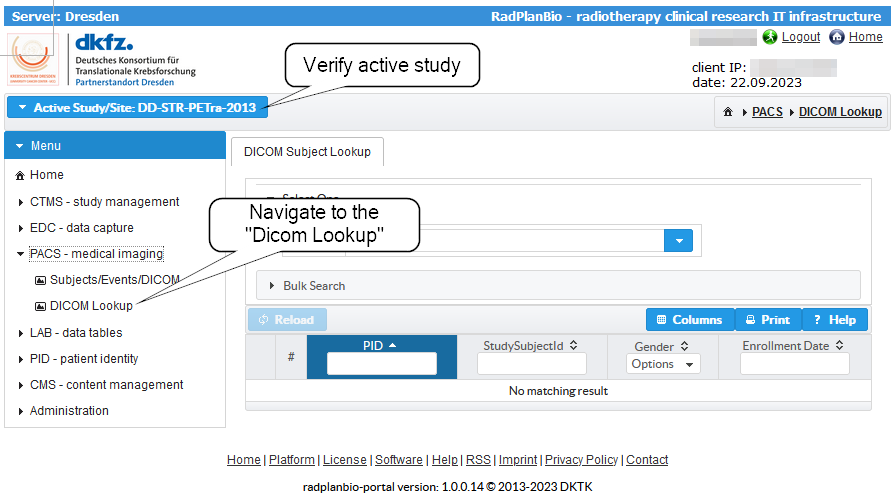 Server: Dresden
RadPlanBio - radiotherapy clinical research IT infrastructure
Logout Home
dkfz.
Deutsches Konsortium für
Translationale Krebsforschung
Partnerstandort Dresden
client IP:
date: 22.09.2023
Verify active study
Active Study/Site: DD-STR-PETra-2013
PACS DICOM Lookup
Menu
DICOM Subject Lookup
Home
CTMS - study management
Navigate to the
"Dicom Lookup"
EDC - data capture
PACS - medical imaging
Subjects/Events/DICOM
Bulk Search
DICOM Lookup
Reload
Columns Print ? Help
LAB - data tables
PID - patient identity
CMS - content management
Administration
# PID StudySubjectId Gender Enrollment Date
Options
No matching result
Home | Platform | License | Software | Help | RSS | Imprint | Privacy Policy | Contact
radplanbio-portal version: 1.0.0.14 © 2013-2023 DKTK